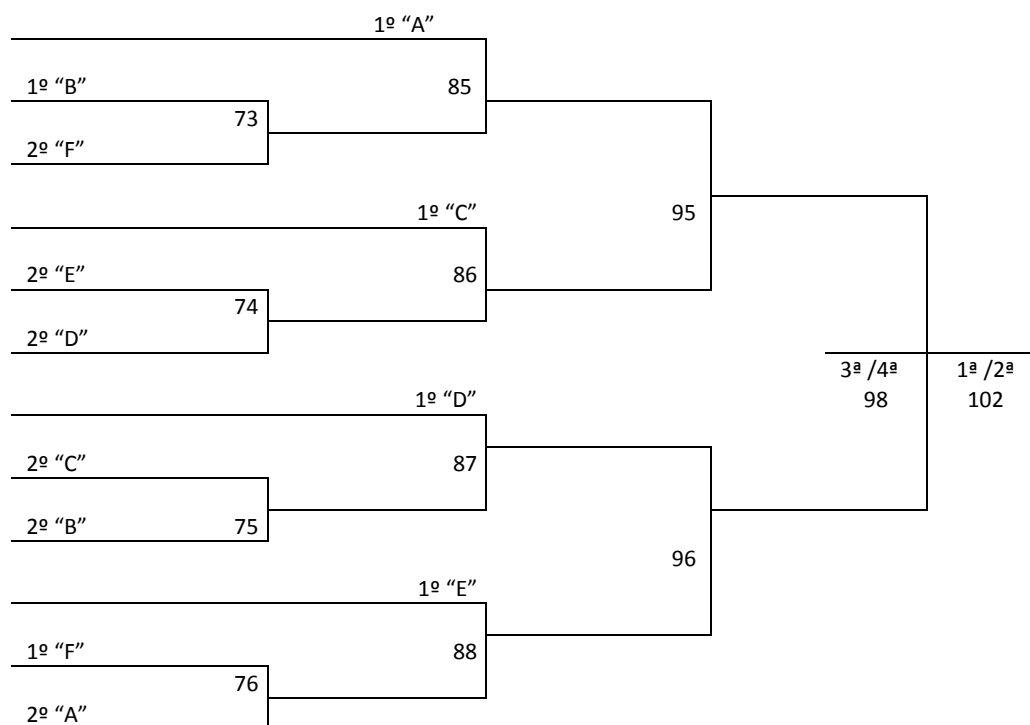 1º “A”
1º “B”
85
73
2º “F”
1º “C”
95
2º “E”
86
74
2º “D”
3ª /4ª
1ª /2ª
98
102
1º “D”
2º “C”
87
2º “B”
75
96
1º “E”
1º “F”
88
76
2º “A”